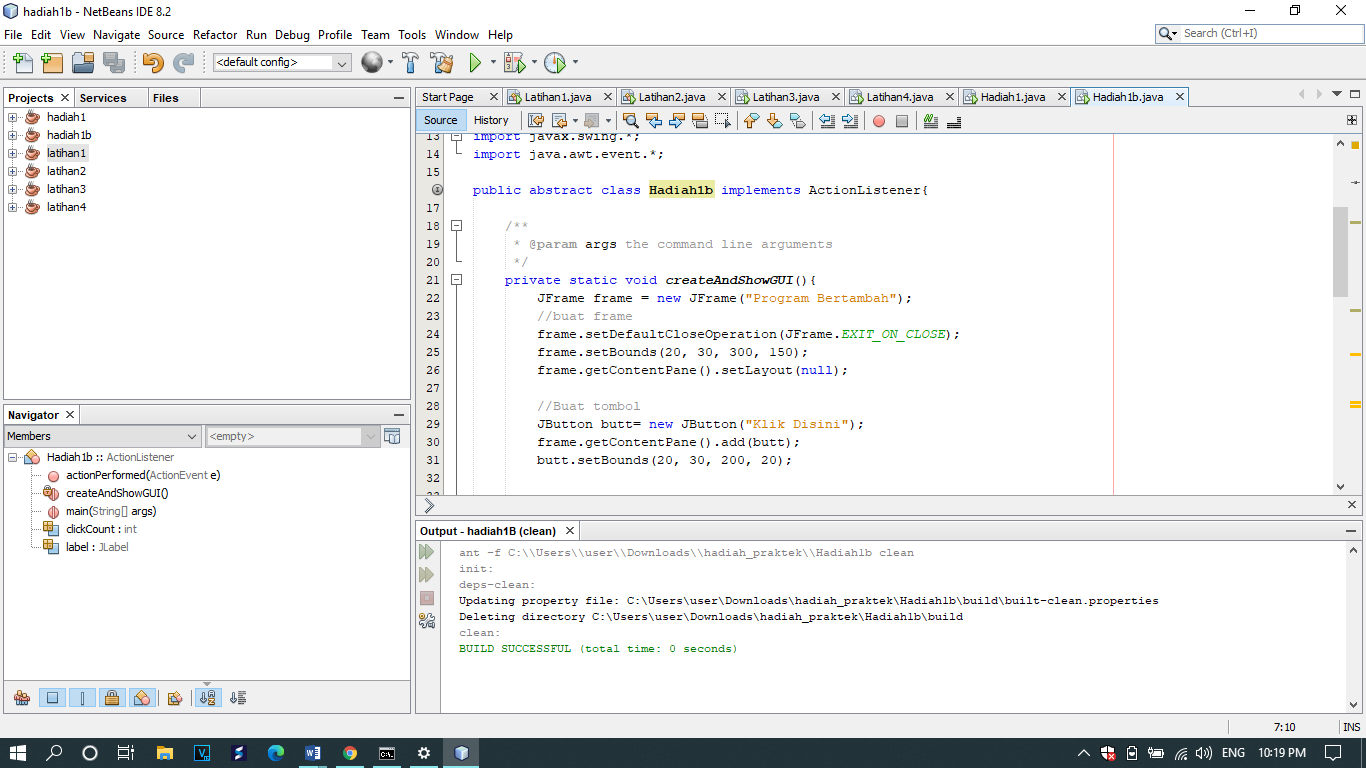 hadiah1b - NetBeans IDE 8.2
File Edit View Navigate Source Refactor Run Debug Profile Team Tools Window Help
Search (Ctrl+I)
<default config>
Projects Services Files
hadiah1
hadiah1b
latihan1
latihan2
latihan3
latihan4
Navigator
Members <empty>
Hadiah1b :: ActionListener
actionPerformed(ActionEvent e)
createAndShowGUI()
main(String[] args)
clickCount : int
label : JLabel
Start Page Latihan1.java Latihan2.java Latihan3.java Latihan4.java Hadiah1.java Hadiah1b.java
Source History
13 import javax.swing.*;
14 import java.awt.event.*;
15
public abstract class Hadiah1b implements ActionListener{
17
18 /**
19 * @param args the command line arguments
20 */
21 private static void createAndShowGUI(){
22 JFrame frame = new JFrame("Program Bertambah");
23 //buat frame
24 frame.setDefaultCloseOperation(JFrame.EXIT_ON_CLOSE);
25 frame.setBounds(20, 30, 300, 150);
26 frame.getContentPane().setLayout(null);
27
28 //Buat tombol
29 JButton butt= new JButton("Klik Disini");
30 frame.getContentPane().add(butt);
31 butt.setBounds(20, 30, 200, 20);
32
Output - hadiah1B (clean)
ant -f C:\\Users\\user\\Downloads\\hadiah_praktek\\Hadiah1b clean
init:
deps-clean:
Updating property file: C:\Users\user\Downloads\hadiah_praktek\Hadiah1b\build\built-clean.properties
Deleting directory C:\Users\user\Downloads\hadiah_praktek\Hadiah1b\build
clean:
BUILD SUCCESSFUL (total time: 0 seconds)
7:10 INS
ENG 10:19 PM